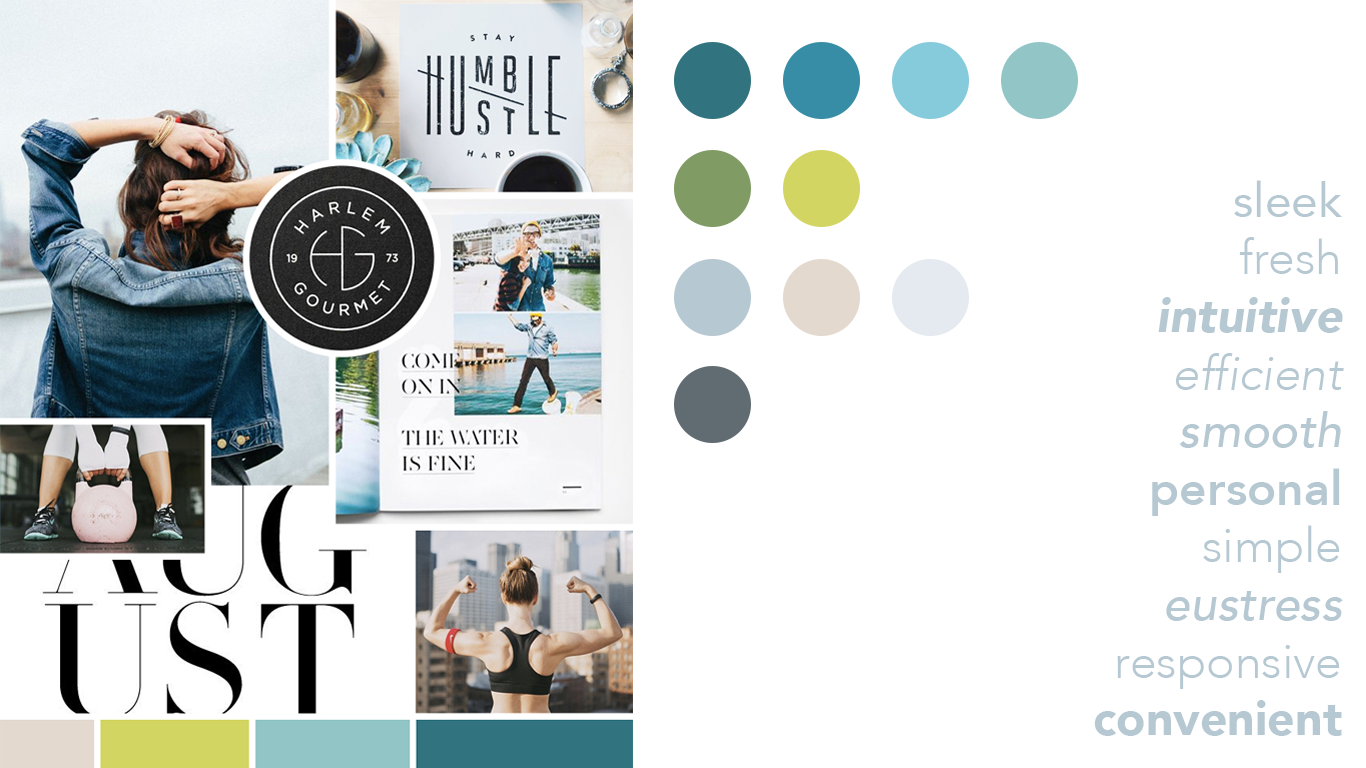 STAY
HUMBLE
HUSTLE
HARD
HARLEM
19 73
GOURMET
COME
ON IN
THE WATER
IS FINE
AUG
UST
sleek
fresh
intuitive
efficient
smooth
personal
simple
eustress
responsive
convenient